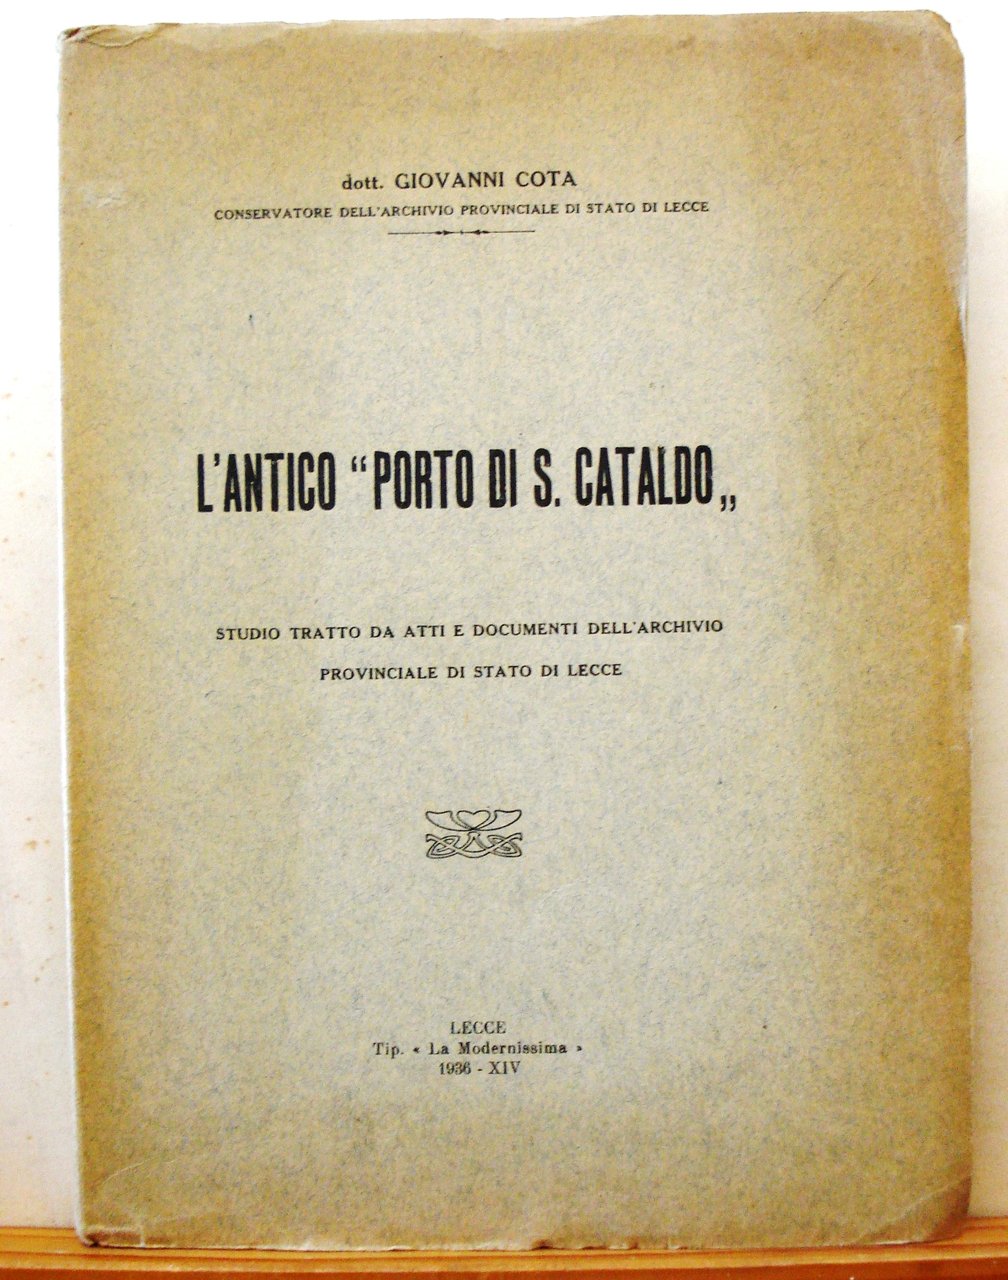 dott. GIOVANNI COTA
CONSERVATORE DELL'ARCHIVIO PROVINCIALE DI STATO DI LECCE
L'ANTICO “PORTO DI S. CATALDO„
STUDIO TRATTO DA ATTI E DOCUMENTI DELL'ARCHIVIO
PROVINCIALE DI STATO DI LECCE
LECCE
Tip. « La Modernissima »
1936 - XIV